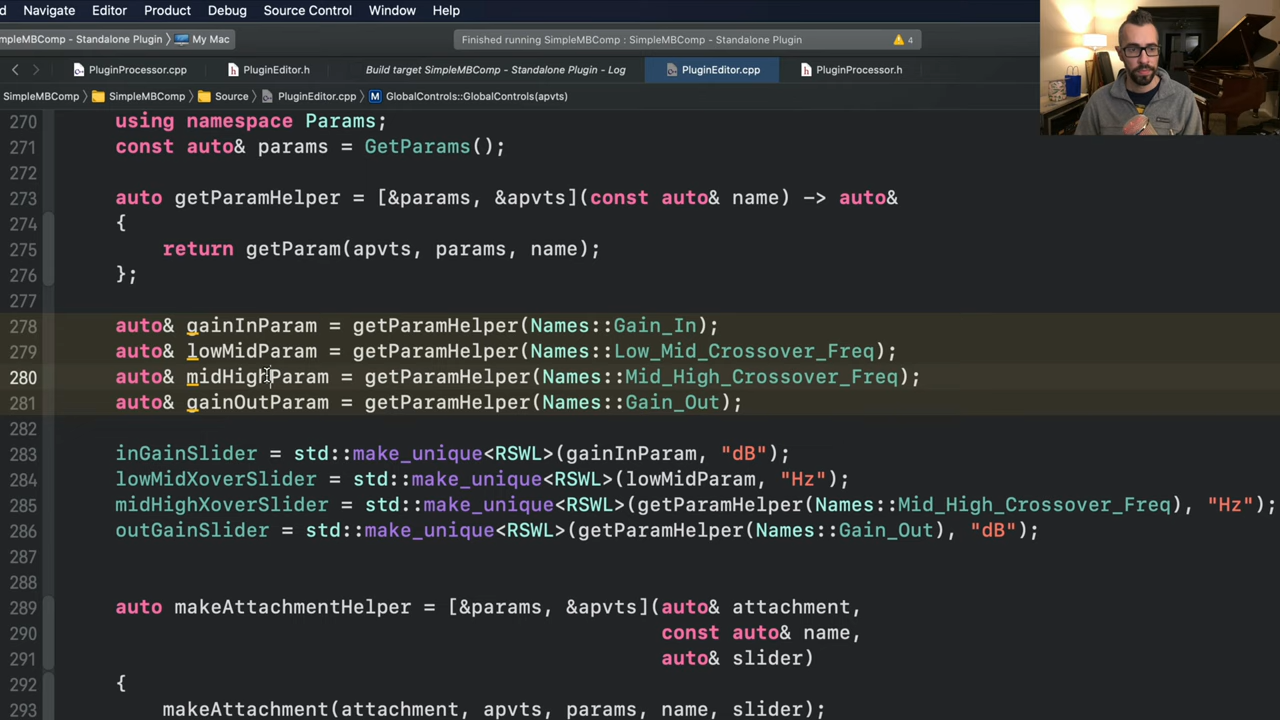 Navigate Editor Product Debug Source Control Window Help
mpleMBComp - Standalone Plugin My Mac Finished running SimpleMBComp : SimpleMBComp - Standalone Plugin 4
PluginProcessor.cpp PluginEditor.h Build target SimpleMBComp - Standalone Plugin - Log PluginEditor.cpp PluginProcessor.h
SimpleMBComp SimpleMBComp Source PluginEditor.cpp M GlobalControls::GlobalControls(apvts)
270 using namespace Params;
271 const auto& params = GetParams();
272
273 auto getParamHelper = [&params, &apvts](const auto& name) -> auto&
274 {
275 return getParam(apvts, params, name);
276 };
277
278 auto& gainInParam = getParamHelper(Names::Gain_In);
279 auto& lowMidParam = getParamHelper(Names::Low_Mid_Crossover_Freq);
280 auto& midHighParam = getParamHelper(Names::Mid_High_Crossover_Freq);
281 auto& gainOutParam = getParamHelper(Names::Gain_Out);
282
283 inGainSlider = std::make_unique<RSWL>(gainInParam, "dB");
284 lowMidXoverSlider = std::make_unique<RSWL>(lowMidParam, "Hz");
285 midHighXoverSlider = std::make_unique<RSWL>(getParamHelper(Names::Mid_High_Crossover_Freq), "Hz");
286 outGainSlider = std::make_unique<RSWL>(getParamHelper(Names::Gain_Out), "dB");
287
288
289 auto makeAttachmentHelper = [&params, &apvts](auto& attachment,
290 const auto& name,
291 auto& slider)
292 {
293 makeAttachment(attachment, apvts, params, name, slider);